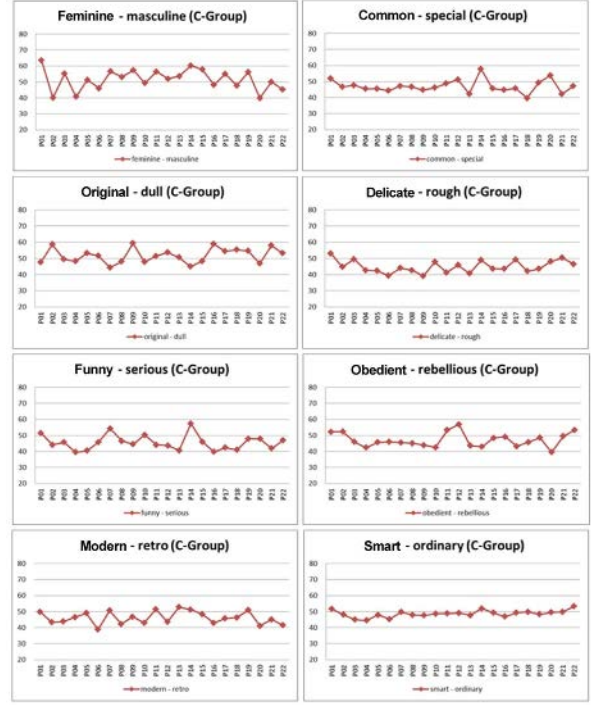 Feminine - masculine (C-Group)
80
70
60
50
40
30
20
P01 P02 P03 P04 P05 P06 P07 P08 P09 P10 P11 P12 P13 P14 P15 P16 P17 P18 P19 P20 P21 P22
feminine - masculine
Common - special (C-Group)
80
70
60
50
40
30
20
P01 P02 P03 P04 P05 P06 P07 P08 P09 P10 P11 P12 P13 P14 P15 P16 P17 P18 P19 P20 P21 P22
common - special
Original - dull (C-Group)
80
70
60
50
40
30
20
P01 P02 P03 P04 P05 P06 P07 P08 P09 P10 P11 P12 P13 P14 P15 P16 P17 P18 P19 P20 P21 P22
original - dull
Delicate - rough (C-Group)
80
70
60
50
40
30
20
P01 P02 P03 P04 P05 P06 P07 P08 P09 P10 P11 P12 P13 P14 P15 P16 P17 P18 P19 P20 P21 P22
delicate - rough
Funny - serious (C-Group)
80
70
60
50
40
30
20
P01 P02 P03 P04 P05 P06 P07 P08 P09 P10 P11 P12 P13 P14 P15 P16 P17 P18 P19 P20 P21 P22
funny - serious
Obedient - rebellious (C-Group)
80
70
60
50
40
30
20
P01 P02 P03 P04 P05 P06 P07 P08 P09 P10 P11 P12 P13 P14 P15 P16 P17 P18 P19 P20 P21 P22
obedient - rebellious
Modern - retro (C-Group)
80
70
60
50
40
30
20
P01 P02 P03 P04 P05 P06 P07 P08 P09 P10 P11 P12 P13 P14 P15 P16 P17 P18 P19 P20 P21 P22
modern - retro
Smart - ordinary (C-Group)
80
70
60
50
40
30
20
P01 P02 P03 P04 P05 P06 P07 P08 P09 P10 P11 P12 P13 P14 P15 P16 P17 P18 P19 P20 P21 P22
smart - ordinary